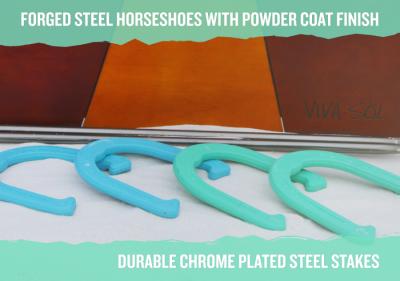 FORGED STEEL HORSESHOES WITH POWDER COAT FINISH
VIVA SOL
DURABLE CHROME PLATED STEEL STAKES